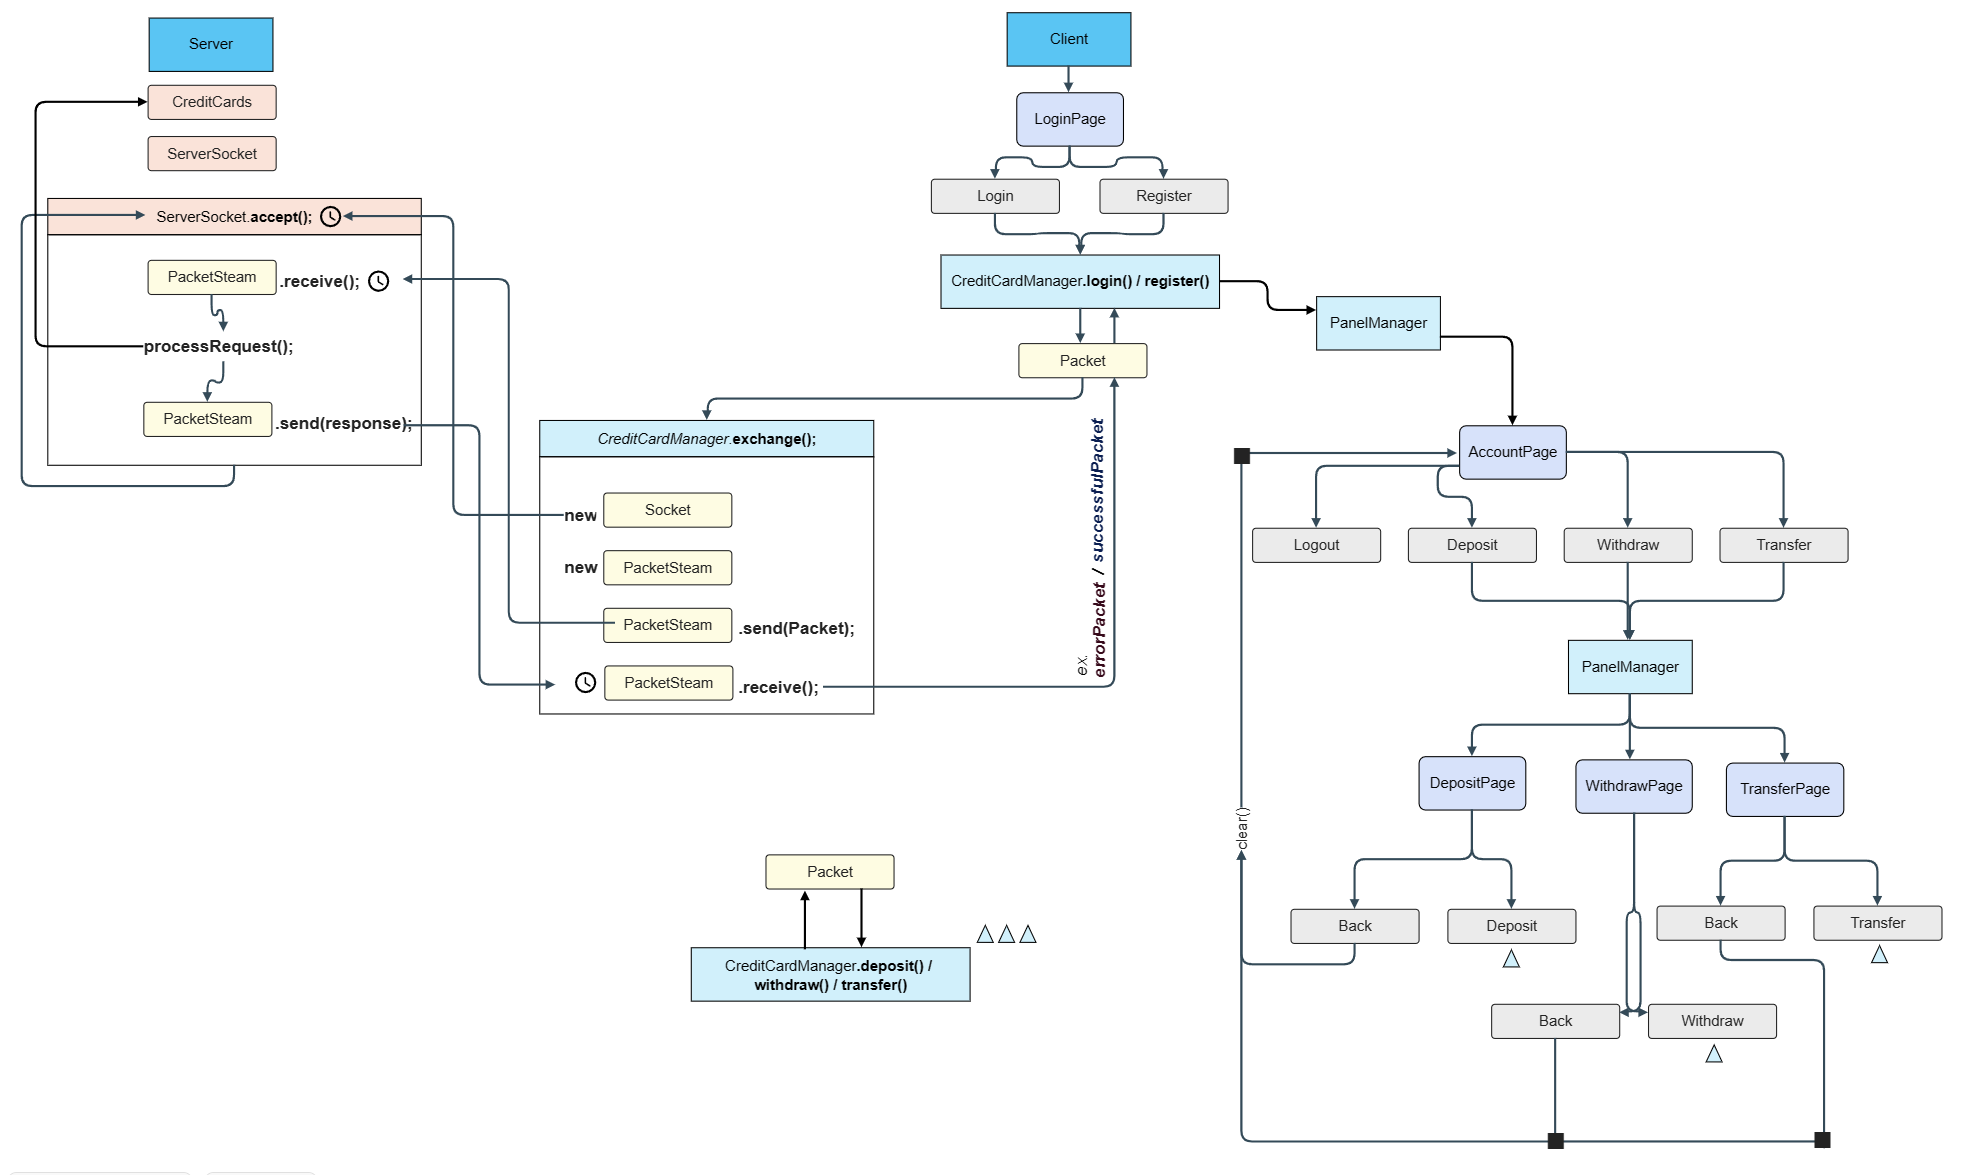 Server
Client
CreditCards
LoginPage
ServerSocket
Login
Register
ServerSocket.accept();
PacketSteam
.receive();
CreditCardManager.login() / register()
PanelManager
processRequest();
Packet
PacketSteam
.send(response);
CreditCardManager.exchange();
AccountPage
new
Socket
new
PacketSteam
PacketSteam
.send(Packet);
PacketSteam
.receive();
ex.
errorPacket / successfulPacket
Logout
Deposit
Withdraw
Transfer
PanelManager
DepositPage
WithdrawPage
TransferPage
clear()
Packet
Back
Deposit
Back
Transfer
CreditCardManager.deposit() /
withdraw() / transfer()
Back
Withdraw